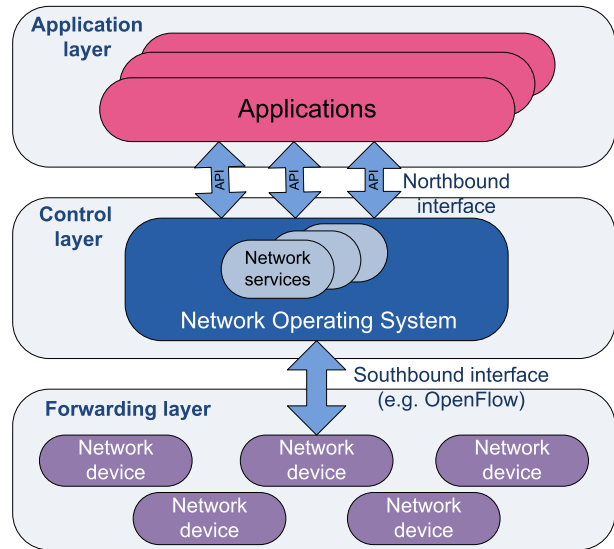 Application
layer
Applications
API
API
API
Northbound
interface
Control
layer
Network
services
Network Operating System
Southbound interface
(e.g. OpenFlow)
Forwarding layer
Network
device
Network
device
Network
device
Network
device
Network
device